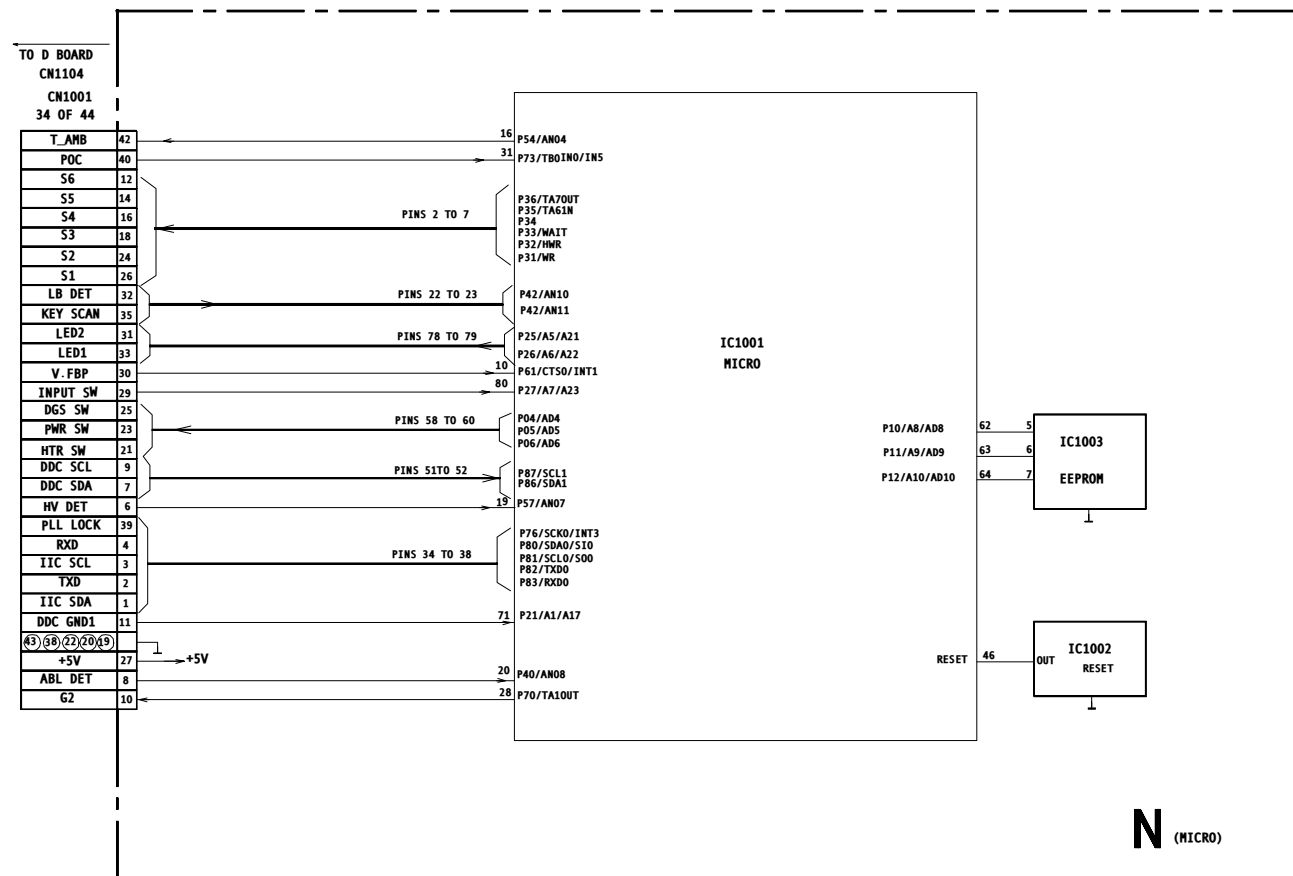 TO D BOARD
CN1104
CN1001
34 OF 44
T_AMB 42 16 P54/AN04
POC 40 31 P73/TB0IN0/IN5
S6 12
S5 14 P36/TA7OUT
P35/TA61N
S4 16 PINS 2 TO 7 P34
S3 18 P33/WAIT
P32/HWR
S2 24 P31/WR
S1 26
LB DET 32 PINS 22 TO 23 P42/AN10
KEY SCAN 35 P42/AN11
LED2 31 PINS 78 TO 79 P25/A5/A21
LED1 33 P26/A6/A22
IC1001
MICRO
V.FBP 30 10 P61/CTS0/INT1
INPUT SW 29 80 P27/A7/A23
DGS SW 25 PINS 58 TO 60 P04/AD4
PWR SW 23 P05/AD5
HTR SW 21 P06/AD6
P10/A8/AD8 62 5
P11/A9/AD9 63 6
P12/A10/AD10 64 7
IC1003
EEPROM
DDC SCL 9 PINS 51TO 52 P87/SCL1
DDC SDA 7 P86/SDA1
HV DET 6 19 P57/AN07
PLL LOCK 39 P76/SCK0/INT3
RXD 4 P80/SDA0/SI0
IIC SCL 3 PINS 34 TO 38 P81/SCL0/SO0
TXD 2 P82/TXD0
IIC SDA 1 P83/RXD0
DDC GND1 11 71 P21/A1/A17
43 38 22 20 19
+5V 27 +5V
RESET 46 OUT IC1002
RESET
ABL DET 8 20 P40/AN08
G2 10 28 P70/TA1OUT
N (MICRO)